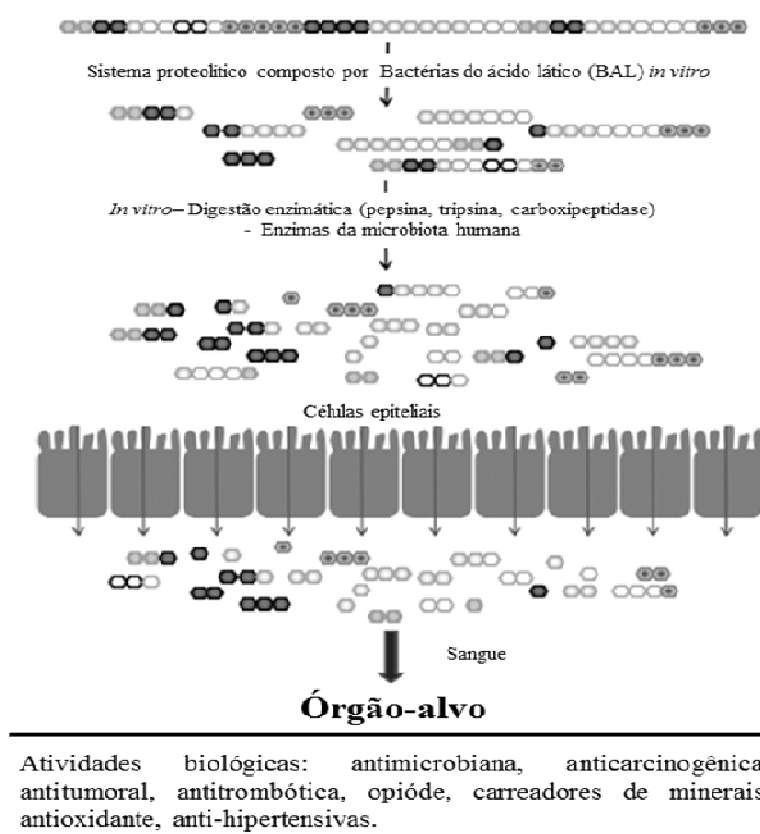 Sistema proteolítico composto por Bactérias do ácido lático (BAL) in vitro
In vitro– Digestão enzimática (pepsina, tripsina, carboxipeptidase)
- Enzimas da microbiota humana
Células epiteliais
Sangue
Órgão-alvo
Atividades biológicas: antimicrobiana, anticarcinogênica
antitumoral, antitrombótica, opióde, carreadores de minerais
antioxidante, anti-hipertensivas.